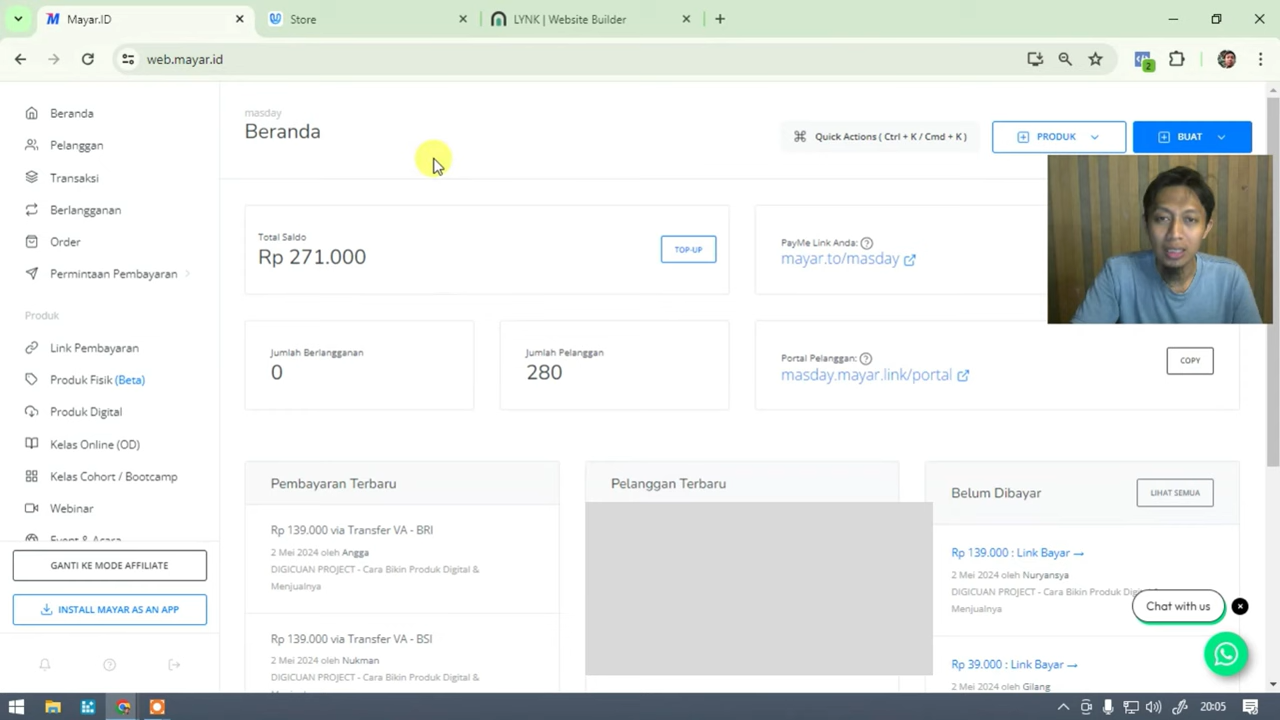 Mayar.ID
Store
LYNK | Website Builder
web.mayar.id
2
Beranda
Pelanggan
Transaksi
Berlangganan
Order
Permintaan Pembayaran
Produk
Link Pembayaran
Produk Fisik (Beta)
Produk Digital
Kelas Online (OD)
Kelas Cohort / Bootcamp
Webinar
Event & Acara
GANTI KE MODE AFFILIATE
INSTALL MAYAR AS AN APP
masday
Beranda
Quick Actions ( Ctrl + K / Cmd + K )
PRODUK
BUAT
Total Saldo
Rp 271.000
TOP-UP
PayMe Link Anda:
mayar.to/masday
Jumlah Berlangganan
0
Jumlah Pelanggan
280
Portal Pelanggan:
masday.mayar.link/portal
COPY
Pembayaran Terbaru
Rp 139.000 via Transfer VA - BRI
2 Mei 2024 oleh Angga
DIGICUAN PROJECT - Cara Bikin Produk Digital &
Menjualnya
Rp 139.000 via Transfer VA - BSI
2 Mei 2024 oleh Nukman
DIGICUAN PROJECT - Cara Bikin Produk Digital &
Pelanggan Terbaru
Belum Dibayar
LIHAT SEMUA
Rp 139.000 : Link Bayar →
2 Mei 2024 oleh Nuryansya
DIGICUAN PROJECT - Cara Bikin Produk
Menjualnya
Rp 39.000 : Link Bayar →
2 Mei 2024 oleh Gilang
Chat with us
20:05